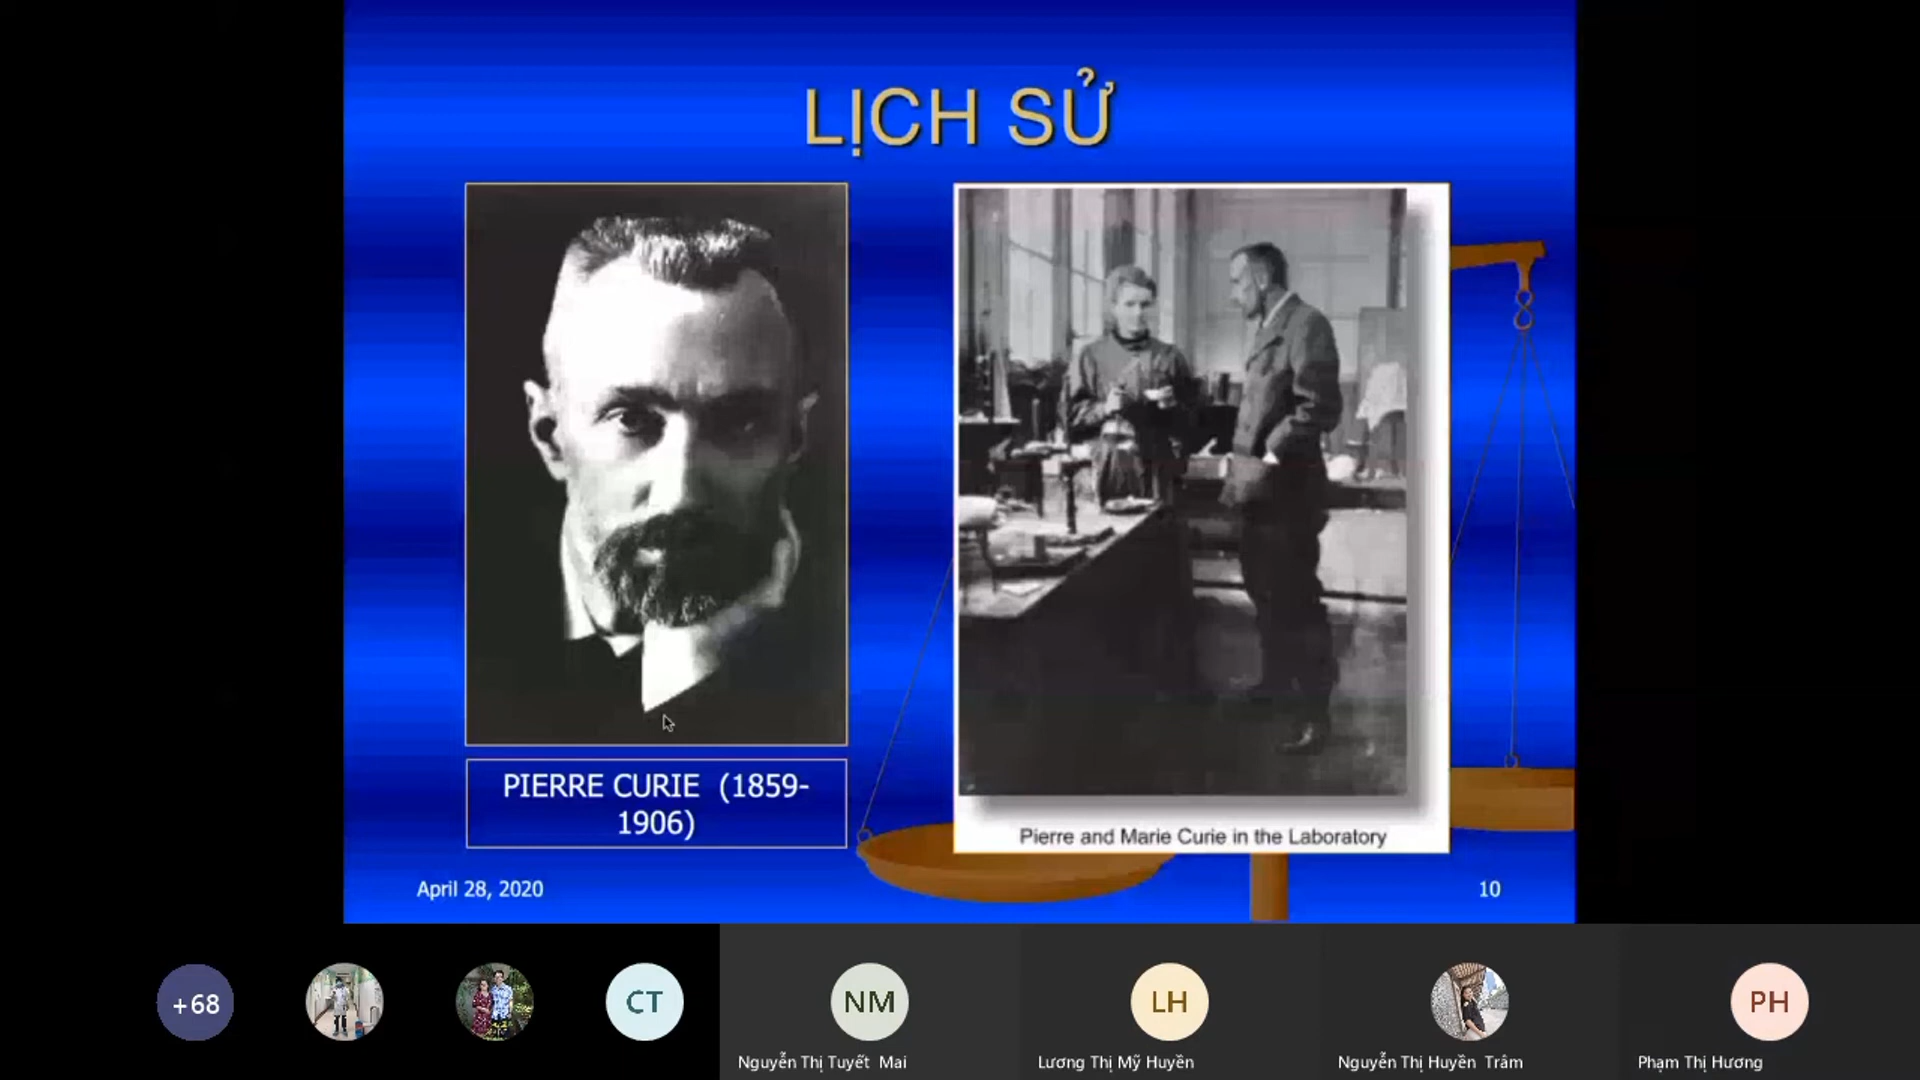 LỊCH SỬ
PIERRE CURIE (1859-
1906)
Pierre and Marie Curie in the Laboratory
April 28, 2020
10
+68
CT
NM
LH
PH
Nguyễn Thị Tuyết Mai
Lương Thị Mỹ Huyền
Nguyễn Thị Huyền Trâm
Phạm Thị Hương